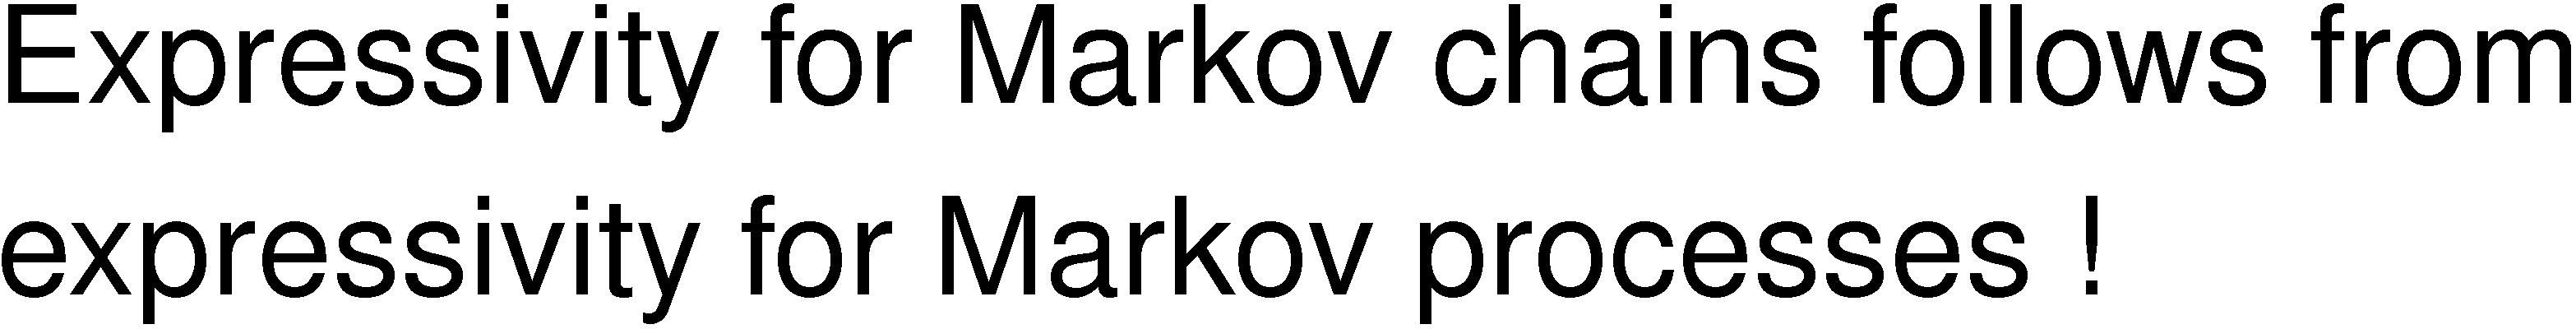 Expressivity for Markov chains follows from
expressivity for Markov processes !